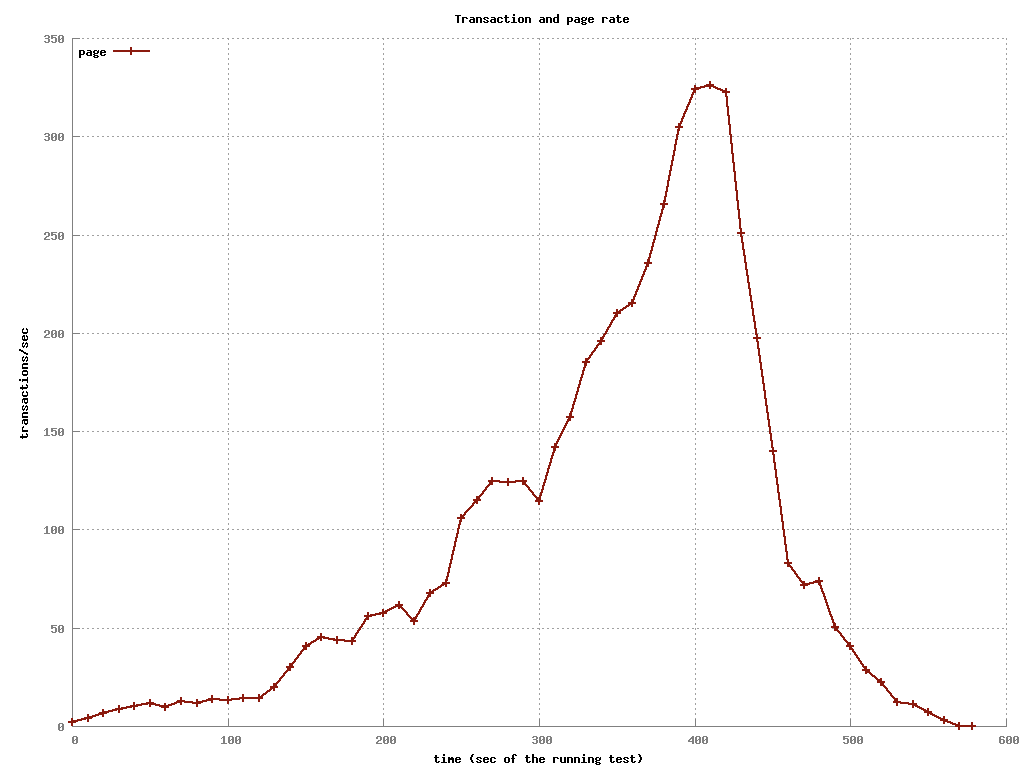 Transaction and page rate
page
350
300
250
200
150
100
50
0
transactions/sec
0 100 200 300 400 500 600
time (sec of the running test)